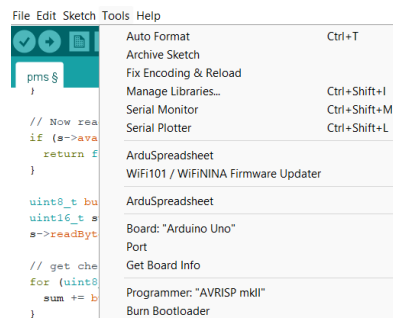 File Edit Sketch Tools Help
Auto Format Ctrl+T
Archive Sketch
Fix Encoding & Reload
Manage Libraries... Ctrl+Shift+I
Serial Monitor Ctrl+Shift+M
Serial Plotter Ctrl+Shift+L
ArduSpreadsheet
WiFi101 / WiFiNINA Firmware Updater
ArduSpreadsheet
Board: "Arduino Uno"
Port
Get Board Info
Programmer: "AVRISP mkII"
Burn Bootloader
pms §
}
// Now rea
if (s->ava
return f
}
uint8_t bu
uint16_t s
s->readByt
// get che
for (uint8
sum += b
}